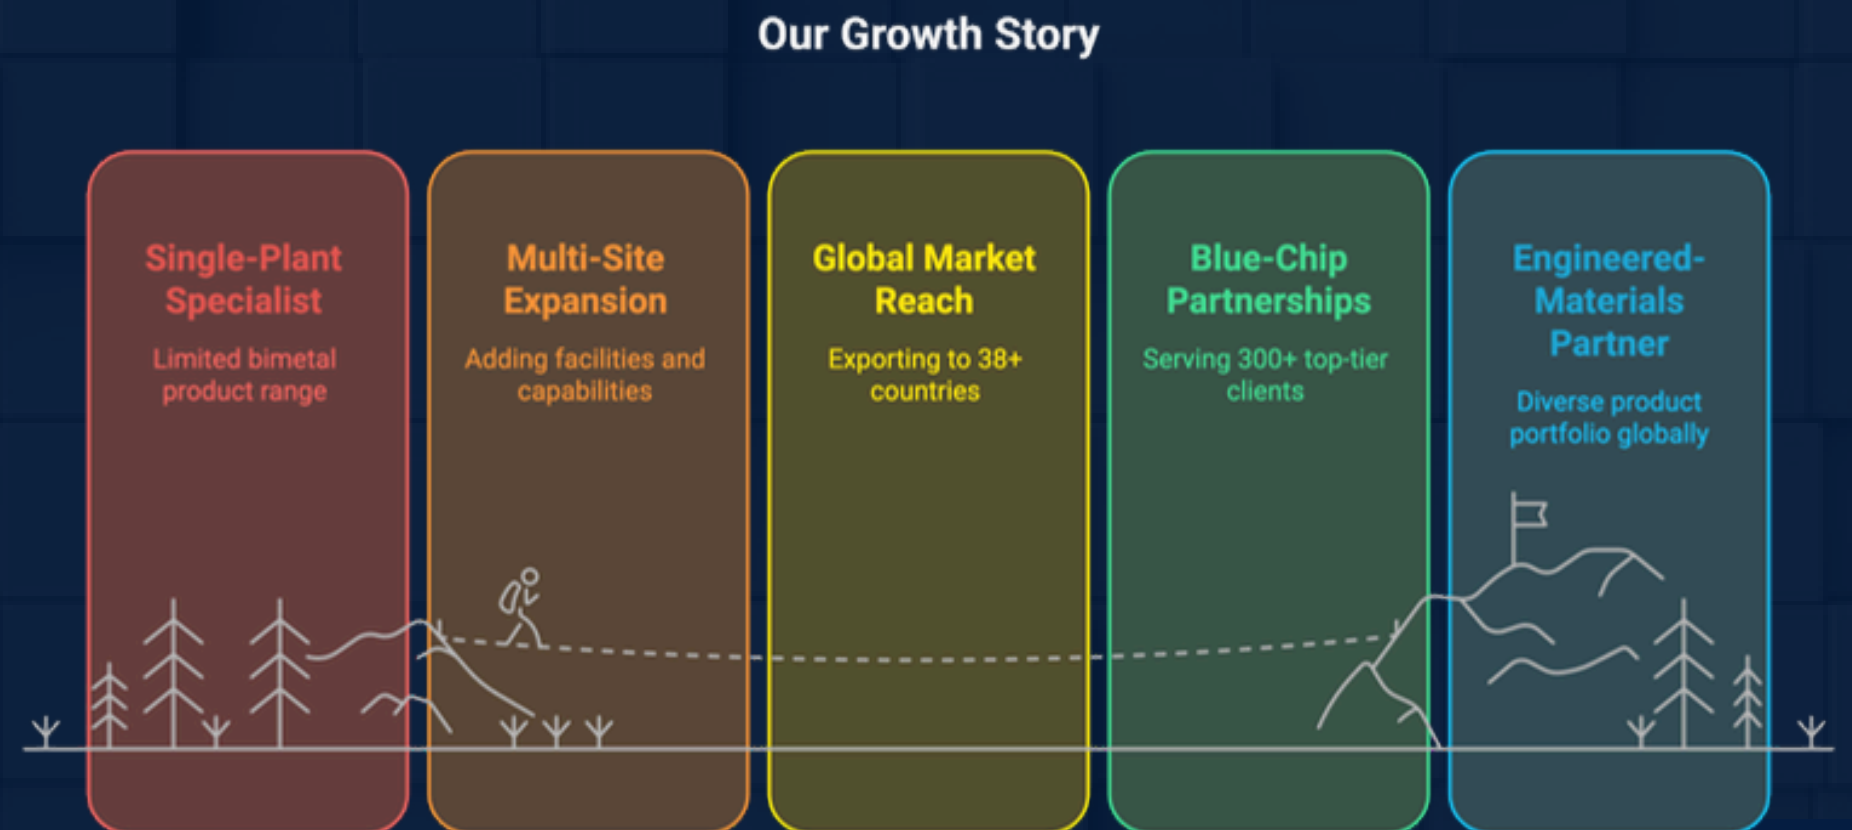 Our Growth Story
Single-Plant
Specialist
Limited bimetal
product range
Multi-Site
Expansion
Adding facilities and
capabilities
Global Market
Reach
Exporting to 38+
countries
Blue-Chip
Partnerships
Serving 300+ top-tier
clients
Engineered-
Materials
Partner
Diverse product
portfolio globally